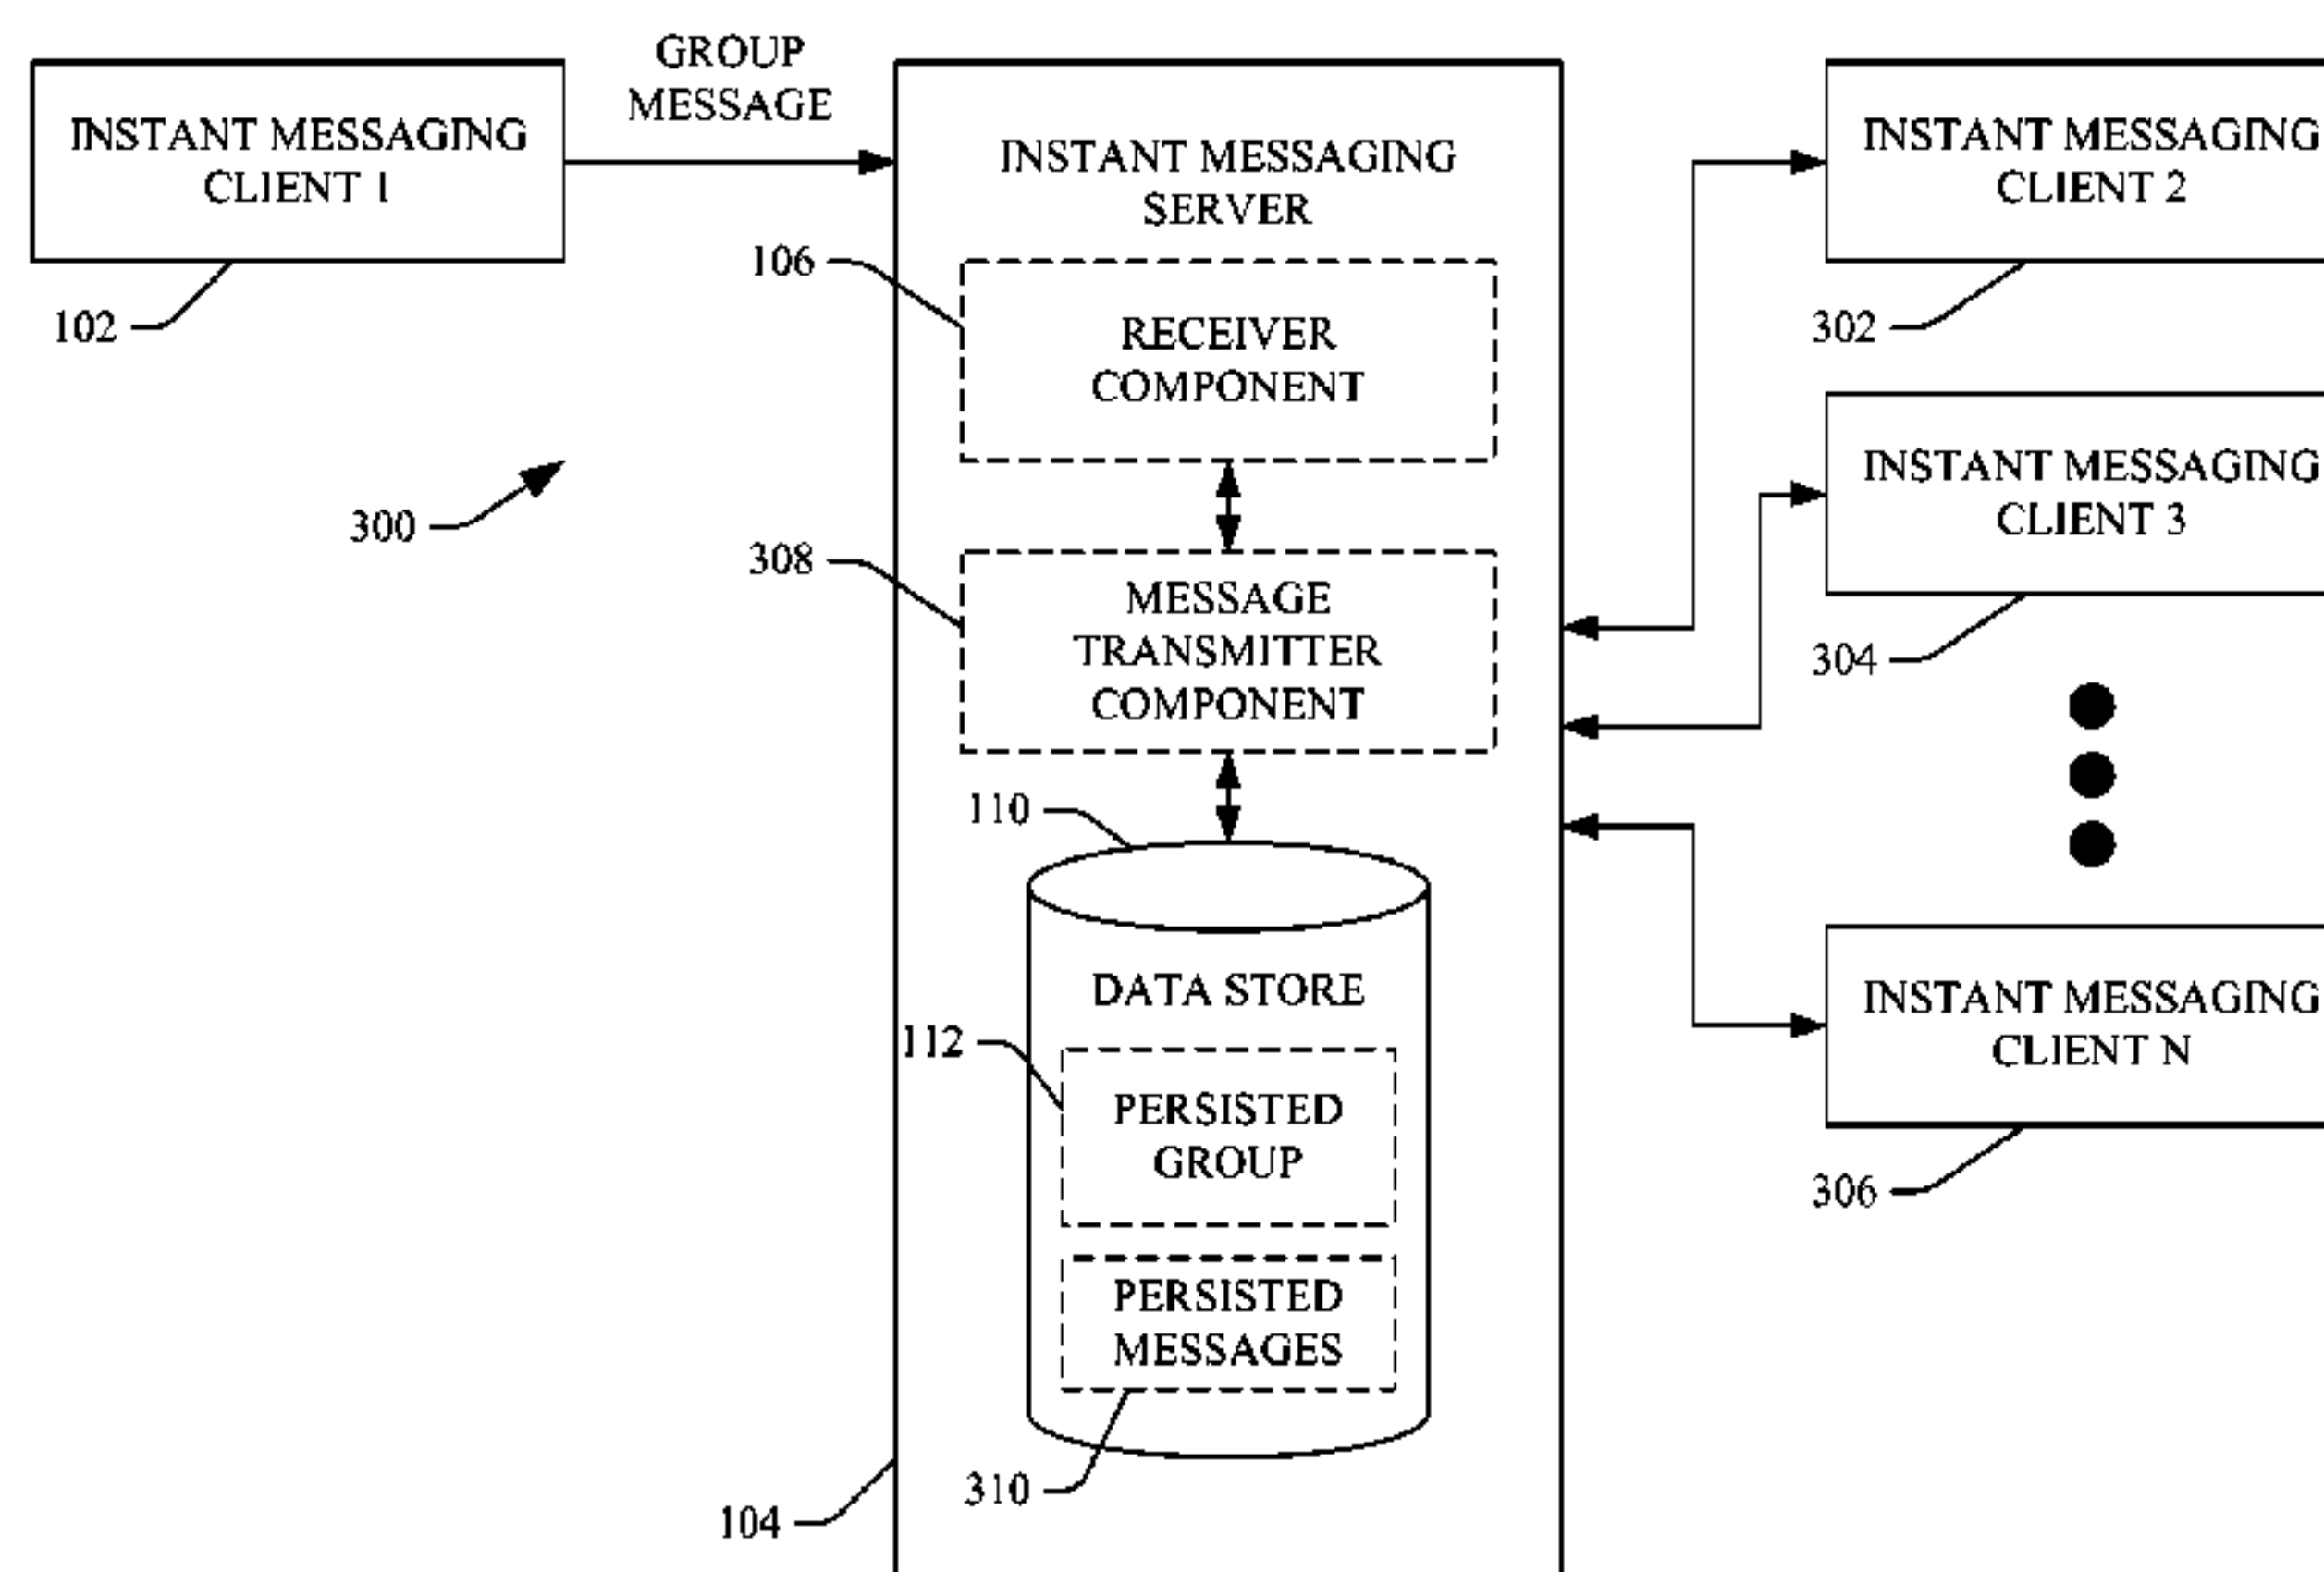 GROUP
MESSAGE
INSTANT MESSAGING
CLIENT 1
102
300
INSTANT MESSAGING
SERVER
106
RECEIVER
COMPONENT
308
MESSAGE
TRANSMITTER
COMPONENT
110
DATA STORE
112
PERSISTED
GROUP
PERSISTED
MESSAGES
310
104
INSTANT MESSAGING
CLIENT 2
302
INSTANT MESSAGING
CLIENT 3
304
INSTANT MESSAGING
CLIENT N
306